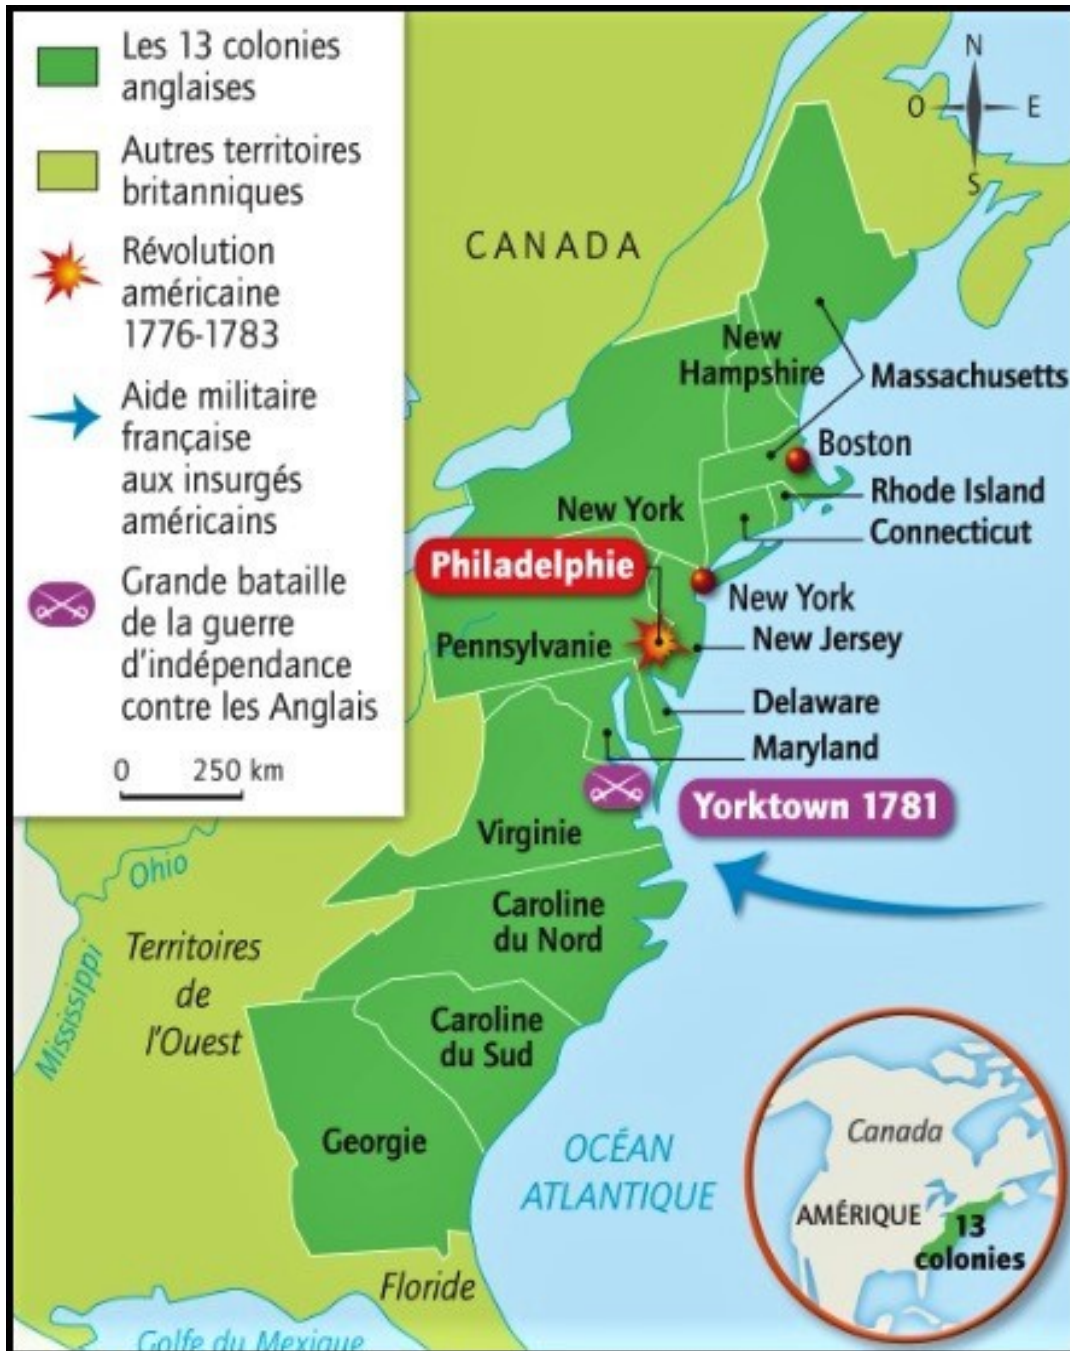 Les 13 colonies
anglaises
Autres territoires
britanniques
Révolution
américaine
1776-1783
Aide militaire
française
aux insurgés
américains
Grande bataille
de la guerre
d'indépendance
contre les Anglais
0 250 km
N
O E
S
CANADA
New
Hampshire
Massachusetts
Boston
Rhode Island
Connecticut
New York
Philadelphie
New York
New Jersey
Pennsylvanie
Delaware
Maryland
Yorktown 1781
Virginie
Ohio
Caroline
du Nord
Territoires
de
l'Ouest
Mississippi
Caroline
du Sud
Georgie
OCÉAN
ATLANTIQUE
Floride
Golfe du Mexique
Canada
AMÉRIQUE
13
colonies